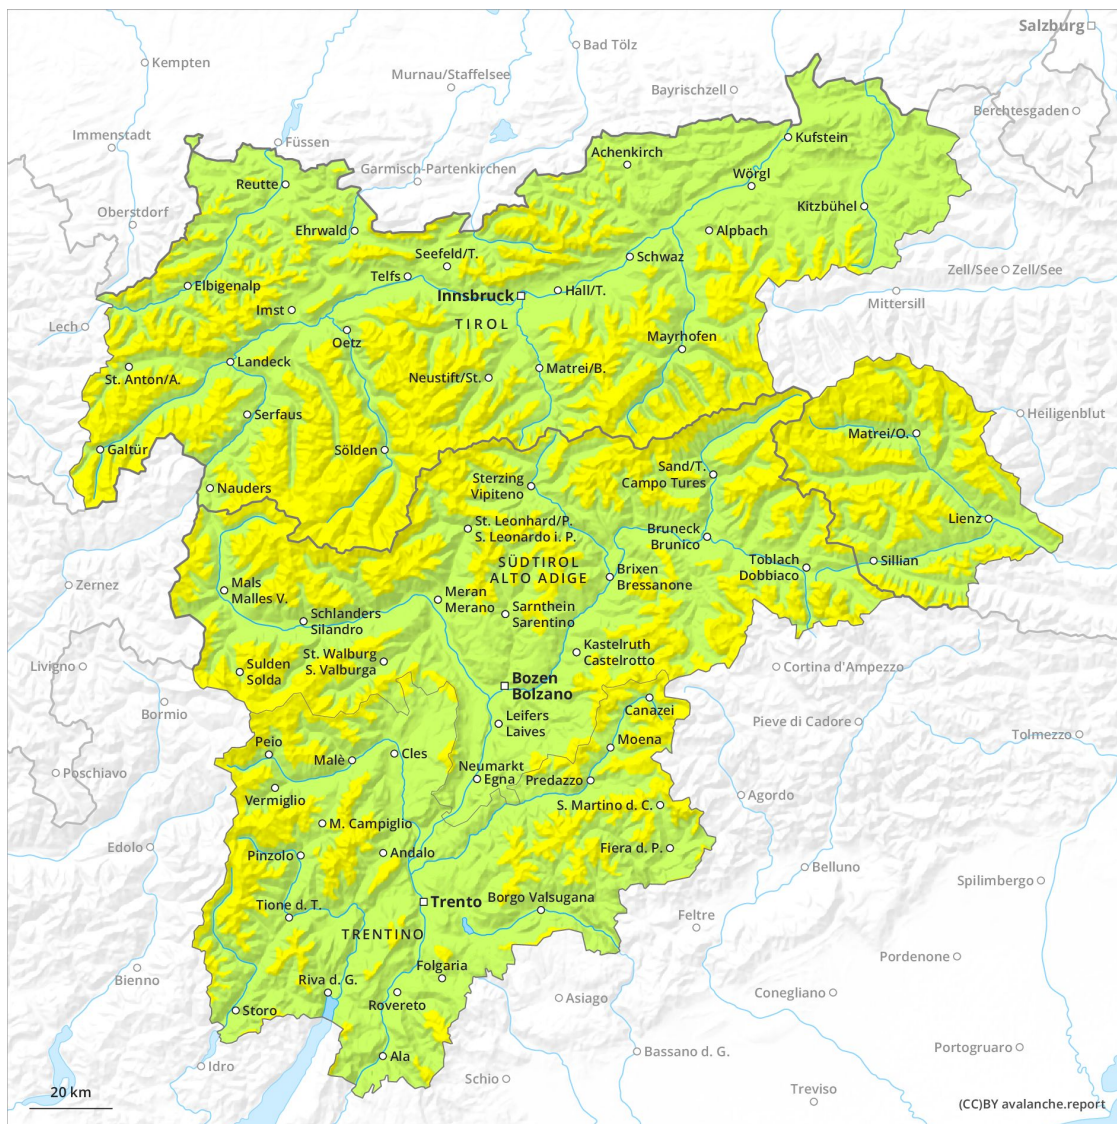 Salzburg
Bad Tölz
Kempten
Murnau/Staffelsee
Bayrischzell
Berchtesgaden
Immenstadt
Füssen
Kufstein
Achenkirch
Garmisch-Partenkirchen
Wörgl
Reutte
Oberstdorf
Kitzbühel
Ehrwald
Alpbach
Seefeld/T.
Schwaz
Telfs
Zell/See
Zell/See
Elbigenalp
Hall/T.
Innsbruck
Mittersill
Imst
TIROL
Lech
Oetz
Mayrhofen
Landeck
Matrei/B.
St. Anton/A.
Neustift/St.
Serfaus
Heiligenblut
Matrei/O.
Galtür
Sölden
Sand/T.
Campo Tures
Sterzing
Vipiteno
Nauders
Lienz
St. Leonhard/P.
S. Leonardo i. P.
Bruneck
Brunico
SÜDTIROL
ALTO ADIGE
Toblach
Dobbiaco
Sillian
Brixen
Bressanone
Zernez
Mals
Malles V.
Meran
Merano
Schlanders
Silandro
Sarnthein
Sarentino
Kastelruth
Castelrotto
St. Walburg
S. Valburga
Livigno
Sulden
Solda
Cortina d'Ampezzo
Bozen
Bolzano
Bormio
Canazei
Leifers
Laives
Pieve di Cadore
Tolmezzo
Peio
Moena
Cles
Malè
Poschiavo
Neumarkt
Egna
Predazzo
Vermiglio
Agordo
S. Martino d. C.
M. Campiglio
Edolo
Fiera d. P.
Pinzolo
Andalo
Belluno
Spilimbergo
Borgo Valsugana
Trento
Tione d. T.
Feltre
TRENTINO
Pordenone
Folgaria
Bienno
Riva d. G.
Conegliano
Asiago
Rovereto
Storo
Portogruaro
Bassano d. G.
Ala
Idro
Schio
Treviso
20 km
(CC)BY avalanche.report